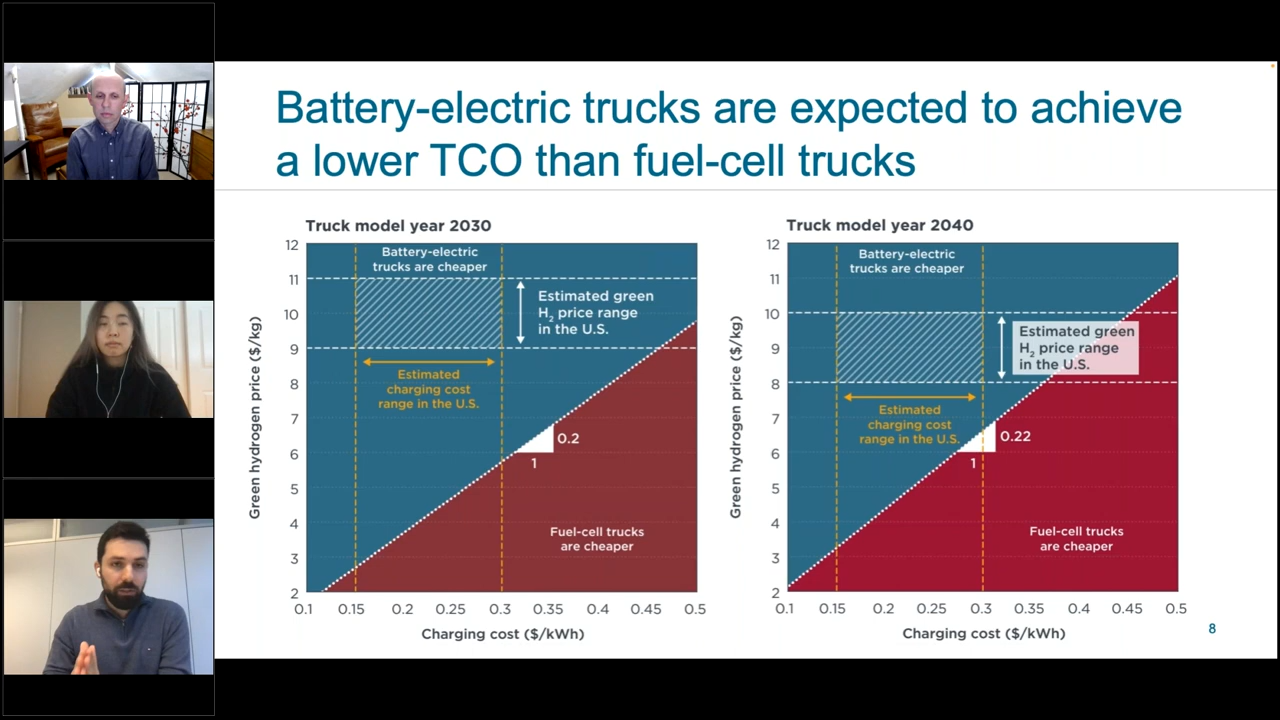 Battery-electric trucks are expected to achieve
a lower TCO than fuel-cell trucks
Truck model year 2030
12
11
10
9
8
7
6
5
4
3
2
Green hydrogen price ($/kg)
Battery-electric
trucks are cheaper
Estimated green
H2 price range
in the U.S.
Estimated
charging cost
range in the U.S.
0.2
1
Fuel-cell trucks
are cheaper
0.1 0.15 0.2 0.25 0.3 0.35 0.4 0.45 0.5
Charging cost ($/kWh)
Truck model year 2040
12
11
10
9
8
7
6
5
4
3
2
Green hydrogen price ($/kg)
Battery-electric
trucks are cheaper
Estimated green
H2 price range
in the U.S.
Estimated
charging cost
range in the U.S.
0.22
1
Fuel-cell trucks
are cheaper
0.1 0.15 0.2 0.25 0.3 0.35 0.4 0.45 0.5
Charging cost ($/kWh)
8